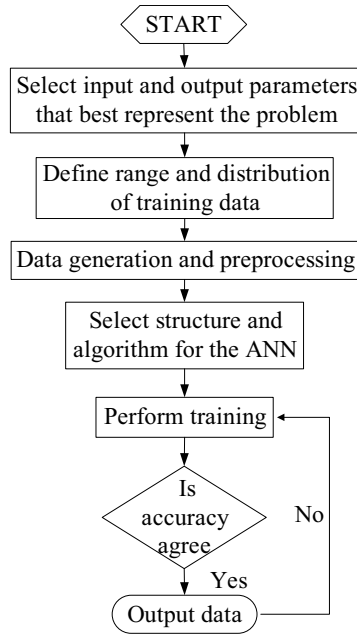 START
Select input and output parameters
that best represent the problem
Define range and distribution
of training data
Data generation and preprocessing
Select structure and
algorithm for the ANN
Perform training
Is
accuracy
agree
No
Yes
Output data